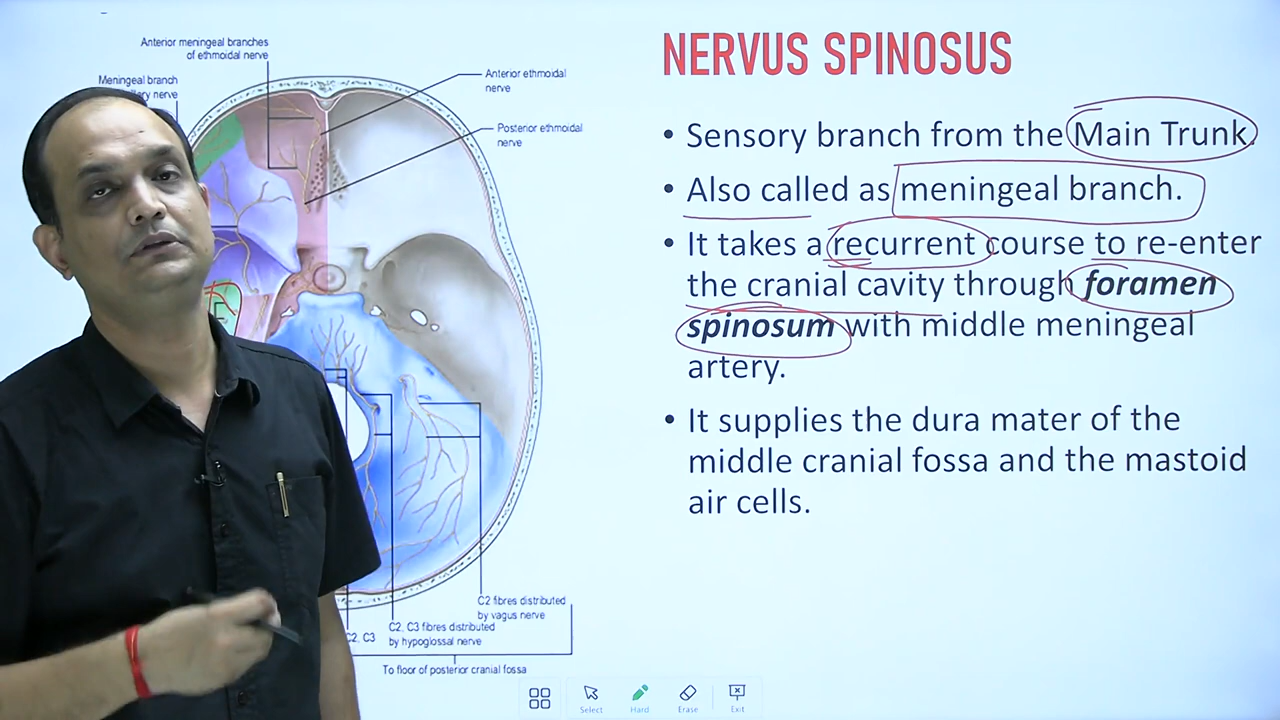 Anterior meningeal branches
of ethmoidal nerve
Meningeal branch
nerve
Anterior ethmoidal
nerve
Posterior ethmoidal
nerve
C2 fibres distributed
by vagus nerve
C2, C3
C2, C3 fibres distributed
by hypoglossal nerve
To floor of posterior cranial fossa
NERVUS SPINOSUS
• Sensory branch from the Main Trunk.
• Also called as meningeal branch.
• It takes a recurrent course to re-enter
the cranial cavity through foramen
spinosum with middle meningeal
artery.
• It supplies the dura mater of the
middle cranial fossa and the mastoid
air cells.
Select
Hard
Erase
Exit